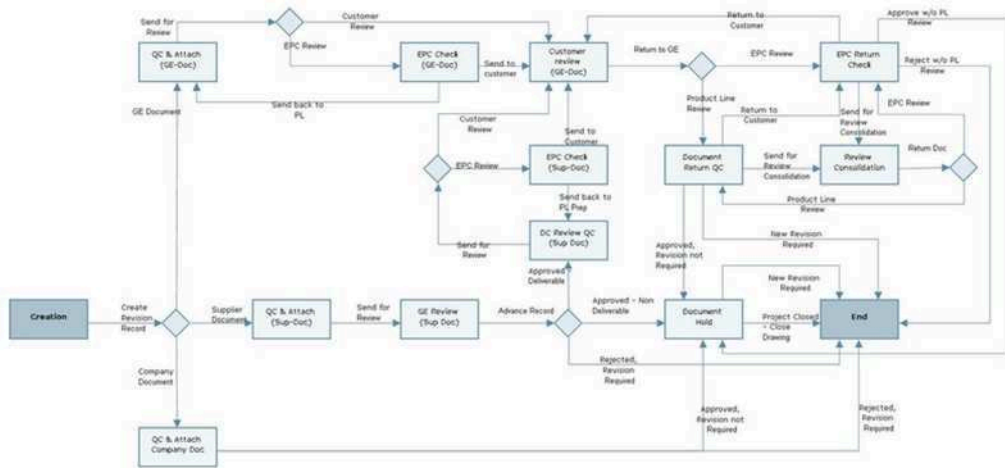 Send for
Review
Customer
Review
Return to
Customer
Approve w/o PL
Review
EPC Review
QC & Attach
(GE-Doc)
EPC Check
(GE-Doc)
Send to
customer
Customer
review
(GE-Doc)
Return to GE
EPC Review
EPC Return
Check
Reject w/o PL
Review
Send back to
PL
GE Document
Customer
Review
Send to
Customer
Product Line
Review
Return to
Customer
Send for
Review
Consolidation
EPC Review
EPC Review
EPC Check
(Sup-Doc)
Document
Return QC
Send for
Review
Consolidation
Review
Consolidation
Return Doc
Send back to
PL Prep
Product Line
Review
DC Review QC
(Sup Doc)
Send for
Review
Approved
Deliverable
Approved,
Revision not
Required
New Revision
Required
New Revision
Required
Creation
Create
Revision
Record
Supplier
Document
QC & Attach
(Sup-Doc)
Send for
Review
GE Review
(Sup Doc)
Advance Record
Approved - Non
Deliverable
Document
Hold
Project Closed
- Close
Drawing
End
Company
Document
Rejected,
Revision
Required
QC & Attach
Company Doc
Approved,
Revision not
Required
Rejected,
Revision
Required